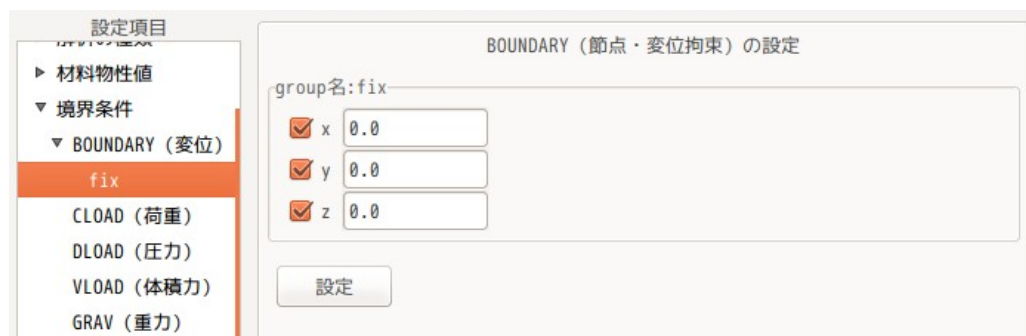 設定項目
▶ 材料物性値
▼ 境界条件
▼ BOUNDARY (変位)
fix
CLOAD (荷重)
DLOAD (圧力)
VLOAD (体積力)
GRAV (重力)
BOUNDARY (節点・変位拘束) の設定
group名:fix
x 0.0
y 0.0
z 0.0
設定